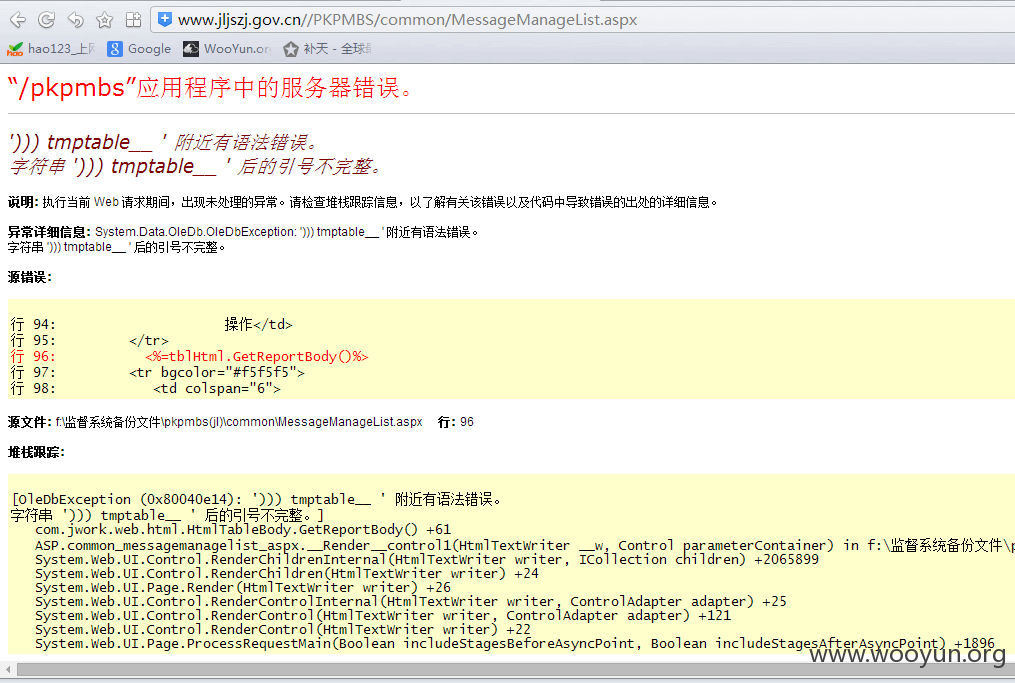 www.jljszj.gov.cn//PKPMBS/common/MessageManageList.aspx
hao123_上网 Google WooYun.org 补天 - 全球
“/pkpmbs”应用程序中的服务器错误。
'))) tmptable__ ' 附近有语法错误。
字符串 '))) tmptable__ ' 后的引号不完整。
说明: 执行当前 Web 请求期间，出现未处理的异常。请检查堆栈跟踪信息，以了解有关该错误以及代码中导致错误的出处的详细信息。
异常详细信息: System.Data.OleDb.OleDbException: '))) tmptable__ ' 附近有语法错误。
字符串 '))) tmptable__ ' 后的引号不完整。
源错误:
行 94: 操作</td>
行 95: </tr>
行 96: <%=tblHtml.GetReportBody()%>
行 97: <tr bgcolor="#f5f5f5">
行 98: <td colspan="6">
源文件: f:\监督系统备份文件\pkpmbs(jl)\common\MessageManageList.aspx 行: 96
堆栈跟踪:
[OleDbException (0x80040e14): '))) tmptable__ ' 附近有语法错误。
字符串 '))) tmptable__ ' 后的引号不完整。]
com.jwork.web.html.HtmlTableBody.GetReportBody() +61
ASP.common_messagemanagelist_aspx.__Render__control1(HtmlTextWriter __w, Control parameterContainer) in f:\监督系统备份文件\p
System.Web.UI.Control.RenderChildrenInternal(HtmlTextWriter writer, ICollection children) +2065899
System.Web.UI.Control.RenderChildren(HtmlTextWriter writer) +24
System.Web.UI.Page.Render(HtmlTextWriter writer) +26
System.Web.UI.Control.RenderControlInternal(HtmlTextWriter writer, ControlAdapter adapter) +25
System.Web.UI.Control.RenderControl(HtmlTextWriter writer, ControlAdapter adapter) +121
System.Web.UI.Control.RenderControl(HtmlTextWriter writer) +22
System.Web.UI.Page.ProcessRequestMain(Boolean includeStagesBeforeAsyncPoint, Boolean includeStagesAfterAsyncPoint) +1896
www.wooyun.org